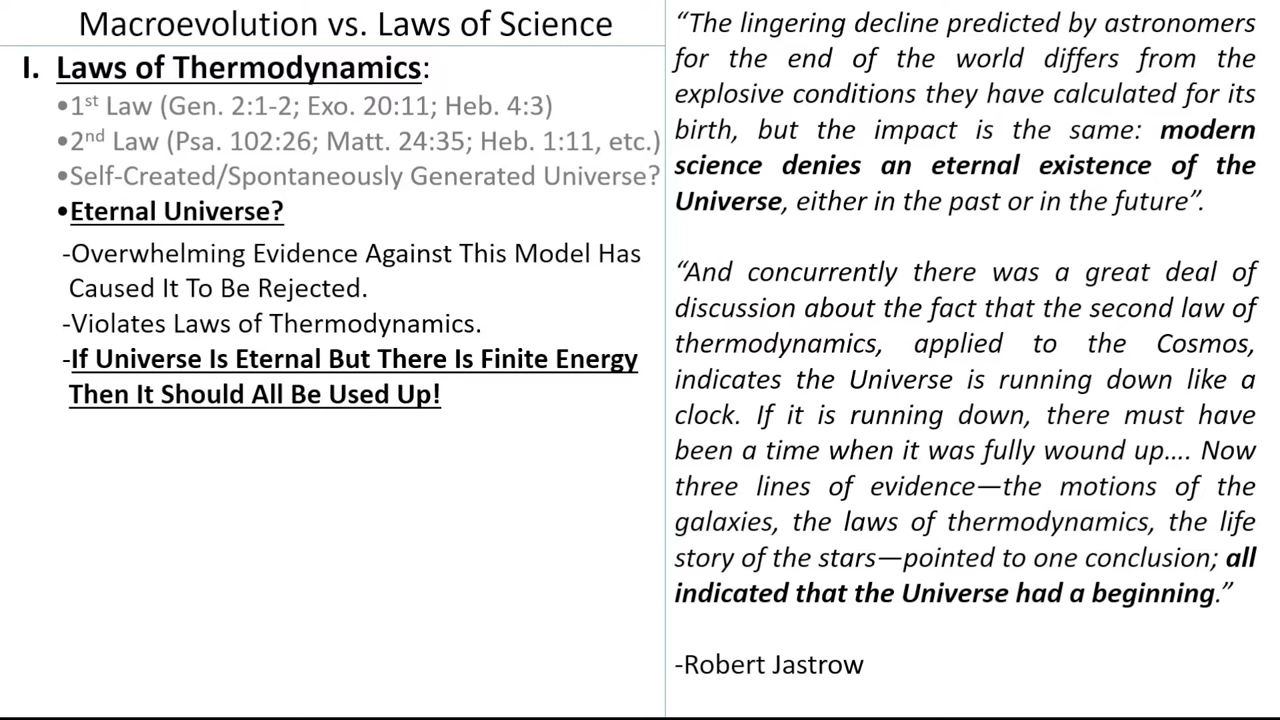 Macroevolution vs. Laws of Science
I. Laws of Thermodynamics:
•1st Law (Gen. 2:1-2; Exo. 20:11; Heb. 4:3)
•2nd Law (Psa. 102:26; Matt. 24:35; Heb. 1:11, etc.)
•Self-Created/Spontaneously Generated Universe?
•Eternal Universe?
-Overwhelming Evidence Against This Model Has
Caused It To Be Rejected.
-Violates Laws of Thermodynamics.
-If Universe Is Eternal But There Is Finite Energy
Then It Should All Be Used Up!
“The lingering decline predicted by astronomers
for the end of the world differs from the
explosive conditions they have calculated for its
birth, but the impact is the same: modern
science denies an eternal existence of the
Universe, either in the past or in the future”.
“And concurrently there was a great deal of
discussion about the fact that the second law of
thermodynamics, applied to the Cosmos,
indicates the Universe is running down like a
clock. If it is running down, there must have
been a time when it was fully wound up…. Now
three lines of evidence—the motions of the
galaxies, the laws of thermodynamics, the life
story of the stars—pointed to one conclusion; all
indicated that the Universe had a beginning.”
-Robert Jastrow